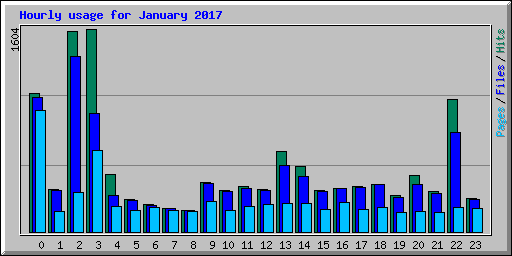 Hourly usage for January 2017
1604
Pages / Files / Hits
0 1 2 3 4 5 6 7 8 9 10 11 12 13 14 15 16 17 18 19 20 21 22 23